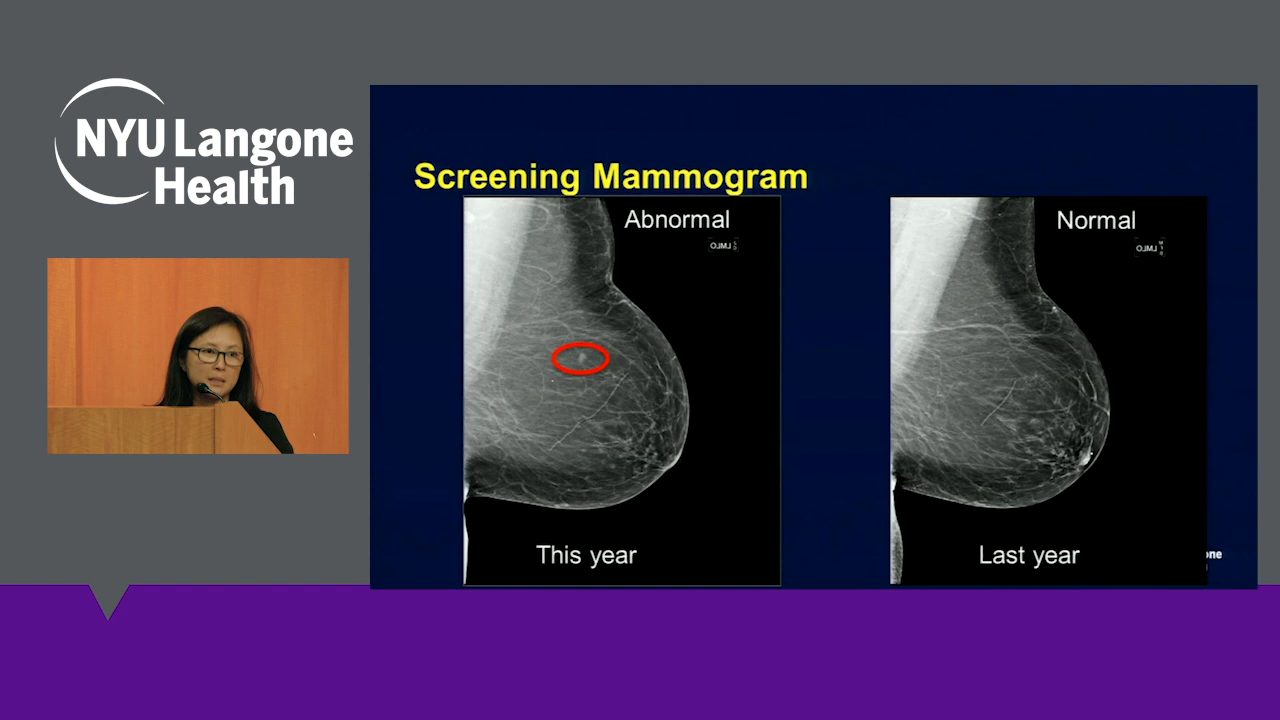 NYU Langone
Health
Screening Mammogram
Abnormal
Normal
This year
Last year